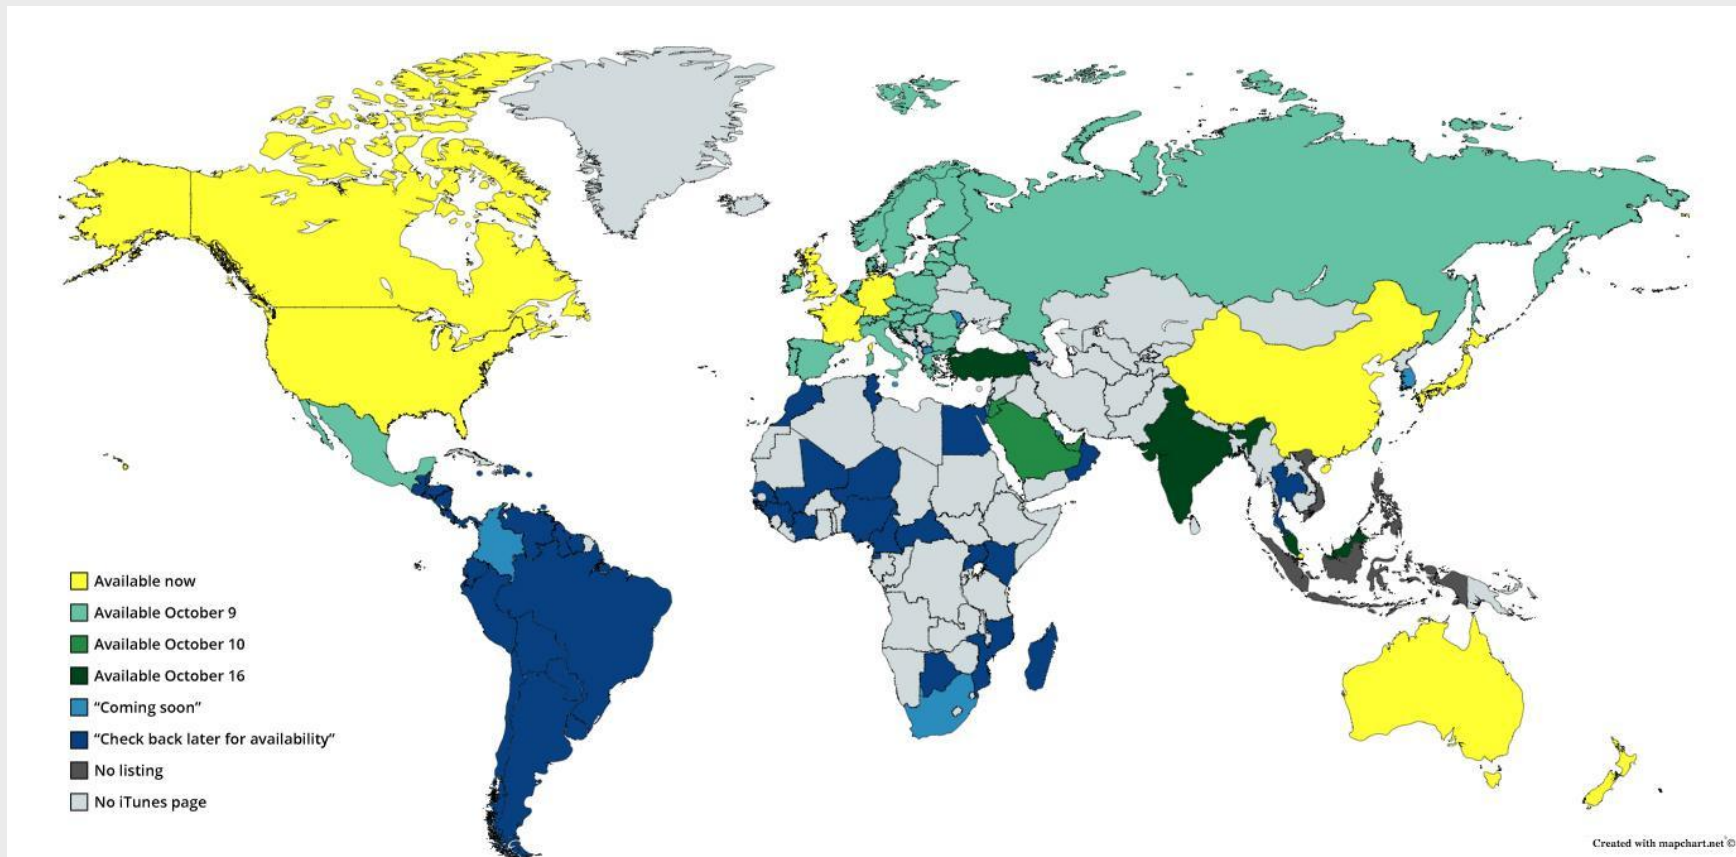 Available now
Available October 9
Available October 10
Available October 16
“Coming soon”
“Check back later for availability”
No listing
No iTunes page
Created with mapchart.net ©